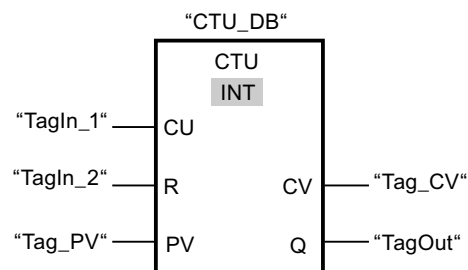 “CTU_DB“
CTU
INT
“TagIn_1“ CU
“TagIn_2“ R CV “Tag_CV“
“Tag_PV“ PV Q “TagOut“